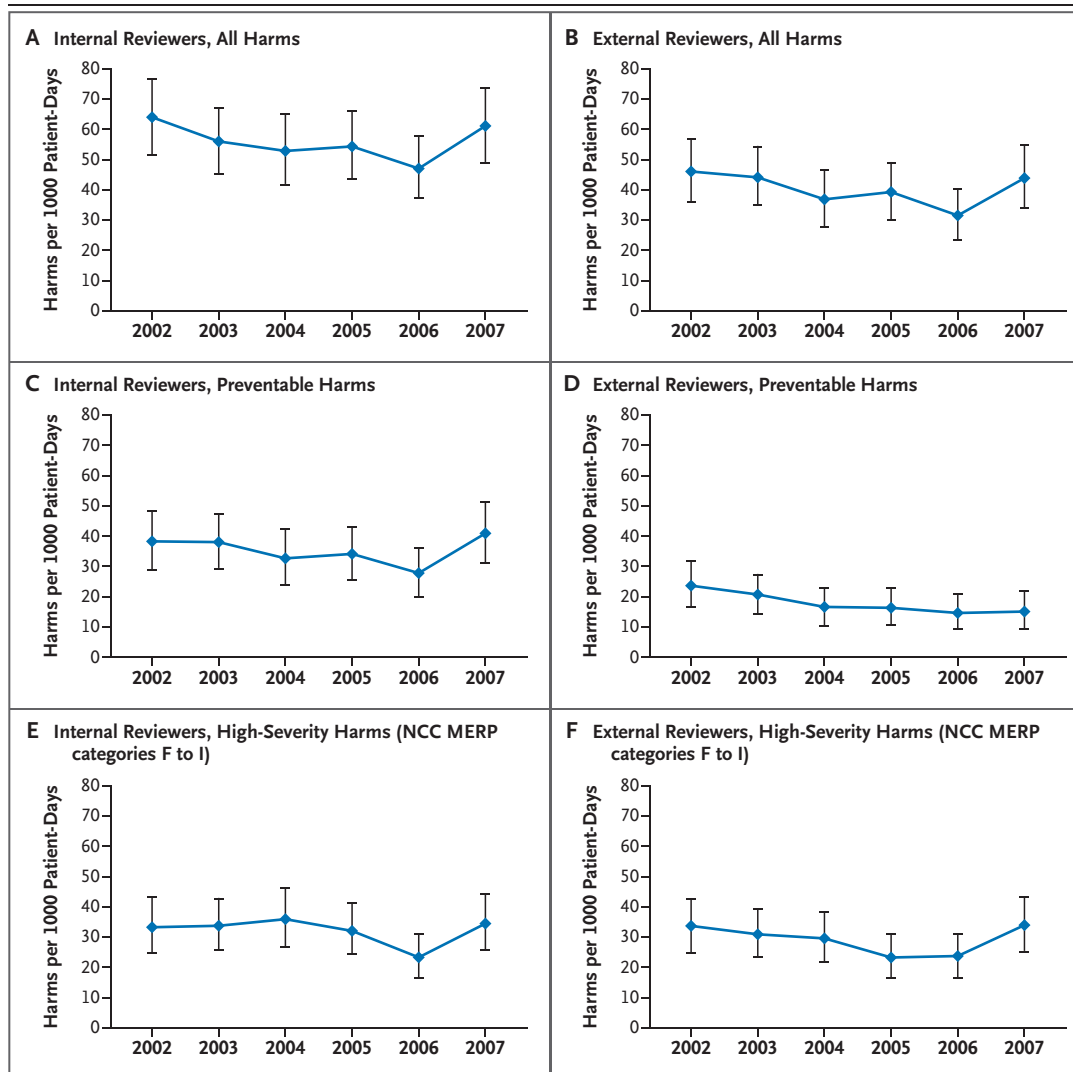 A Internal Reviewers, All Harms
Harms per 1000 Patient-Days
80
70
60
50
40
30
20
10
0
2002 2003 2004 2005 2006 2007
B External Reviewers, All Harms
Harms per 1000 Patient-Days
80
70
60
50
40
30
20
10
0
2002 2003 2004 2005 2006 2007
C Internal Reviewers, Preventable Harms
Harms per 1000 Patient-Days
80
70
60
50
40
30
20
10
0
2002 2003 2004 2005 2006 2007
D External Reviewers, Preventable Harms
Harms per 1000 Patient-Days
80
70
60
50
40
30
20
10
0
2002 2003 2004 2005 2006 2007
E Internal Reviewers, High-Severity Harms (NCC MERP
categories F to I)
Harms per 1000 Patient-Days
80
70
60
50
40
30
20
10
0
2002 2003 2004 2005 2006 2007
F External Reviewers, High-Severity Harms (NCC MERP
categories F to I)
Harms per 1000 Patient-Days
80
70
60
50
40
30
20
10
0
2002 2003 2004 2005 2006 2007